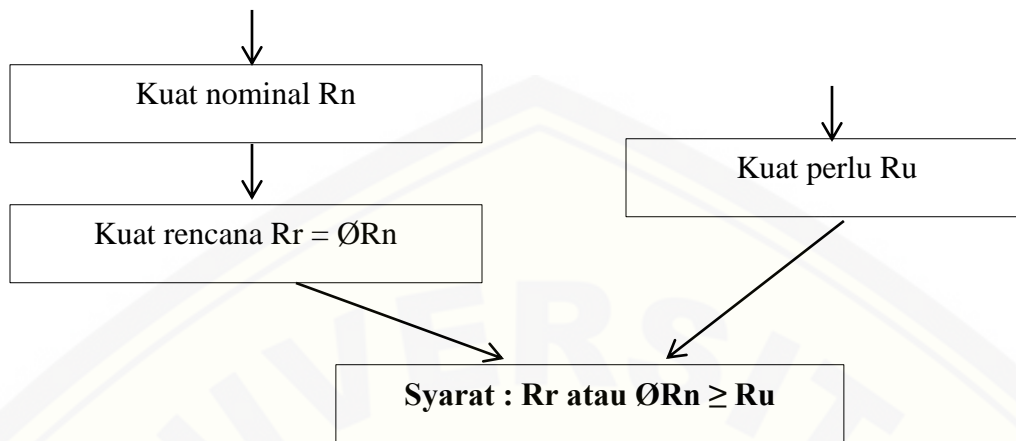 Kuat nominal Rn
Kuat perlu Ru
Kuat rencana Rr = ØRn
Syarat : Rr atau ØRn ≥ Ru